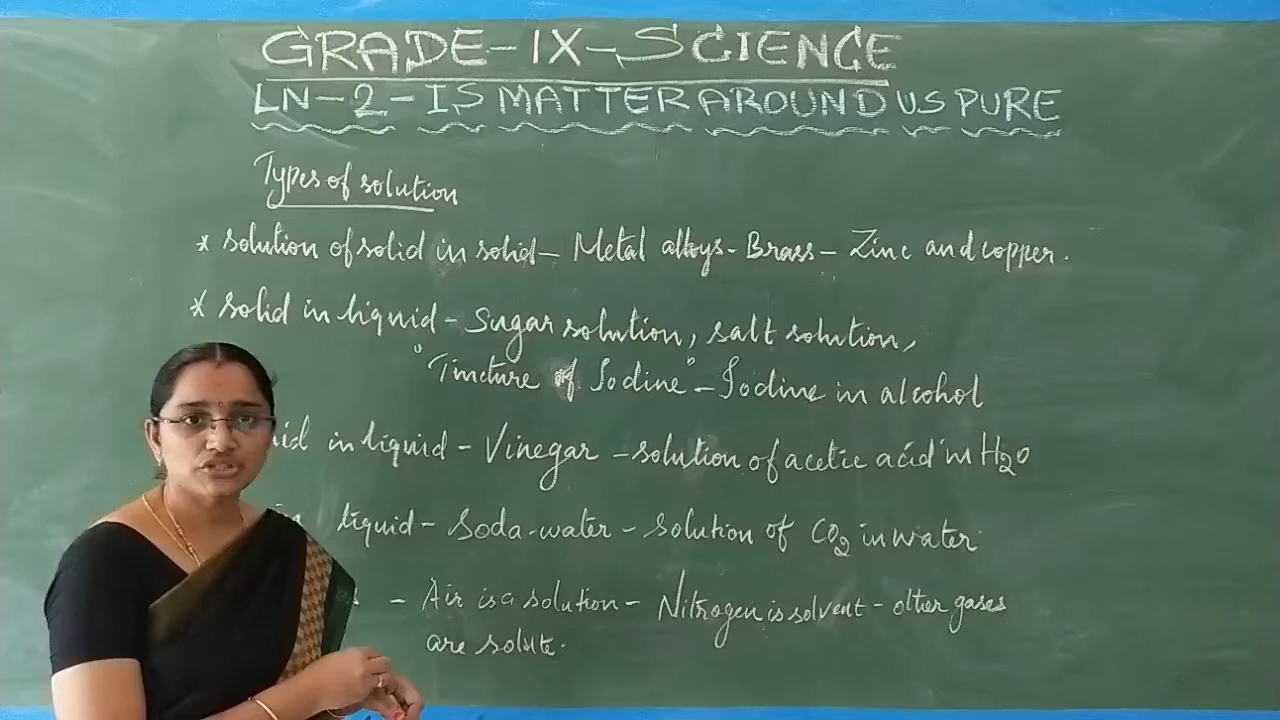 GRADE-IX-SCIENCE
LN-2-IS MATTER AROUND US PURE
Types of solution
* solution of solid in solid - Metal alloys - Brass - Zinc and copper.
* solid in liquid - Sugar solution, salt solution,
"Tincture of Iodine" - Iodine in alcohol
in liquid - Vinegar - solution of acetic acid in H2O
liquid - Soda-water - solution of CO2 in water
- Air is a solution - Nitrogen is solvent - other gases
are solute.